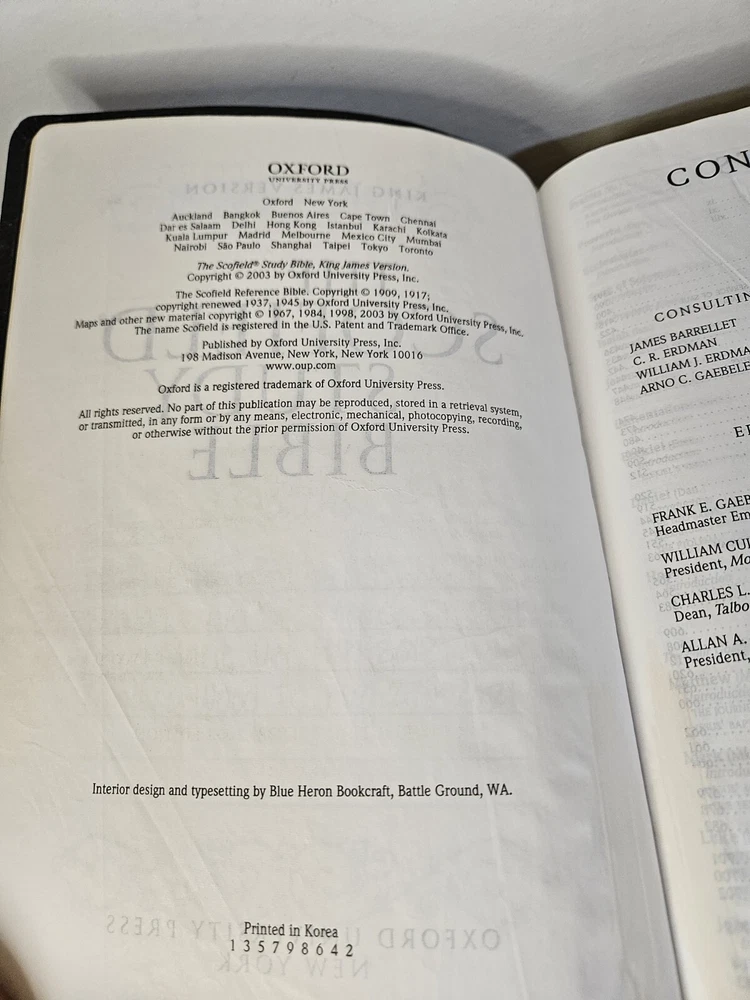 OXFORD
UNIVERSITY PRESS
Oxford New York
Auckland Bangkok Buenos Aires Cape Town Chennai
Dar es Salaam Delhi Hong Kong Istanbul Karachi Kolkata
Kuala Lumpur Madrid Melbourne Mexico City Mumbai
Nairobi São Paulo Shanghai Taipei Tokyo Toronto
The Scofield® Study Bible, King James Version.
Copyright © 2003 by Oxford University Press, Inc.
The Scofield Reference Bible. Copyright © 1909, 1917;
copyright renewed 1937, 1945 by Oxford University Press, Inc.
Maps and other new material copyright © 1967, 1984, 1998, 2003 by Oxford University Press, Inc.
The name Scofield is registered in the U.S. Patent and Trademark Office.
Published by Oxford University Press, Inc.
198 Madison Avenue, New York, New York 10016
www.oup.com
Oxford is a registered trademark of Oxford University Press.
All rights reserved. No part of this publication may be reproduced, stored in a retrieval system,
or transmitted, in any form or by any means, electronic, mechanical, photocopying, recording,
or otherwise without the prior permission of Oxford University Press.
Interior design and typesetting by Blue Heron Bookcraft, Battle Ground, WA.
Printed in Korea
1 3 5 7 9 8 6 4 2
CON
CONSULTIN
JAMES BARRELLET
C. R. ERDMAN
WILLIAM J. ERDMA
ARNO C. GAEBELE
E
FRANK E. GAEB
Headmaster Em
WILLIAM CUL
President, Mo
CHARLES L.
Dean, Talbo
ALLAN A.
President,